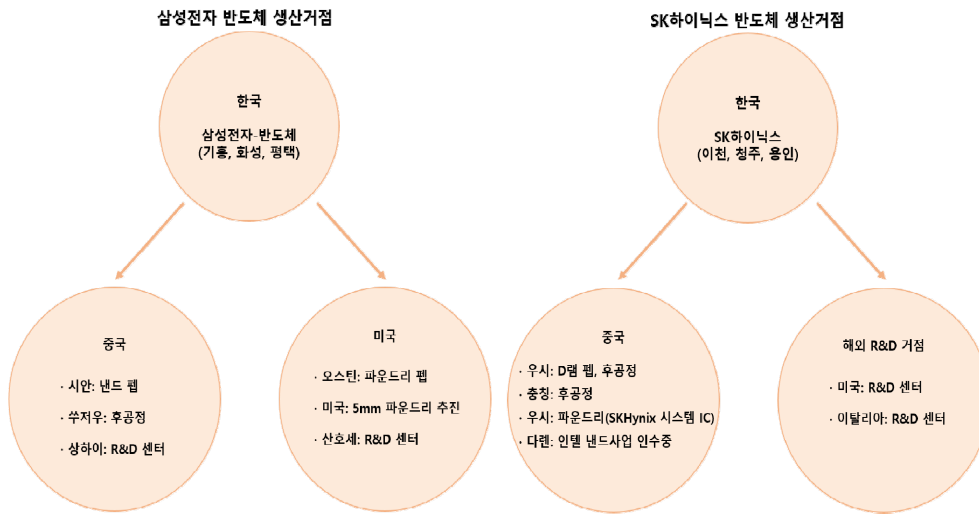 삼성전자 반도체 생산거점
한국
삼성전자-반도체
(기흥, 화성, 평택)
중국
· 시안: 낸드 펩
· 쑤저우: 후공정
· 상하이: R&D 센터
미국
· 오스틴: 파운드리 펩
· 미국: 5mm 파운드리 추진
· 산호세: R&D 센터
SK하이닉스 반도체 생산거점
한국
SK하이닉스
(이천, 청주, 용인)
중국
· 우시: D램 펩, 후공정
· 충칭: 후공정
· 우시: 파운드리(SKHynix 시스템 IC)
· 다롄: 인텔 낸드사업 인수중
해외 R&D 거점
· 미국: R&D 센터
· 이탈리아: R&D 센터